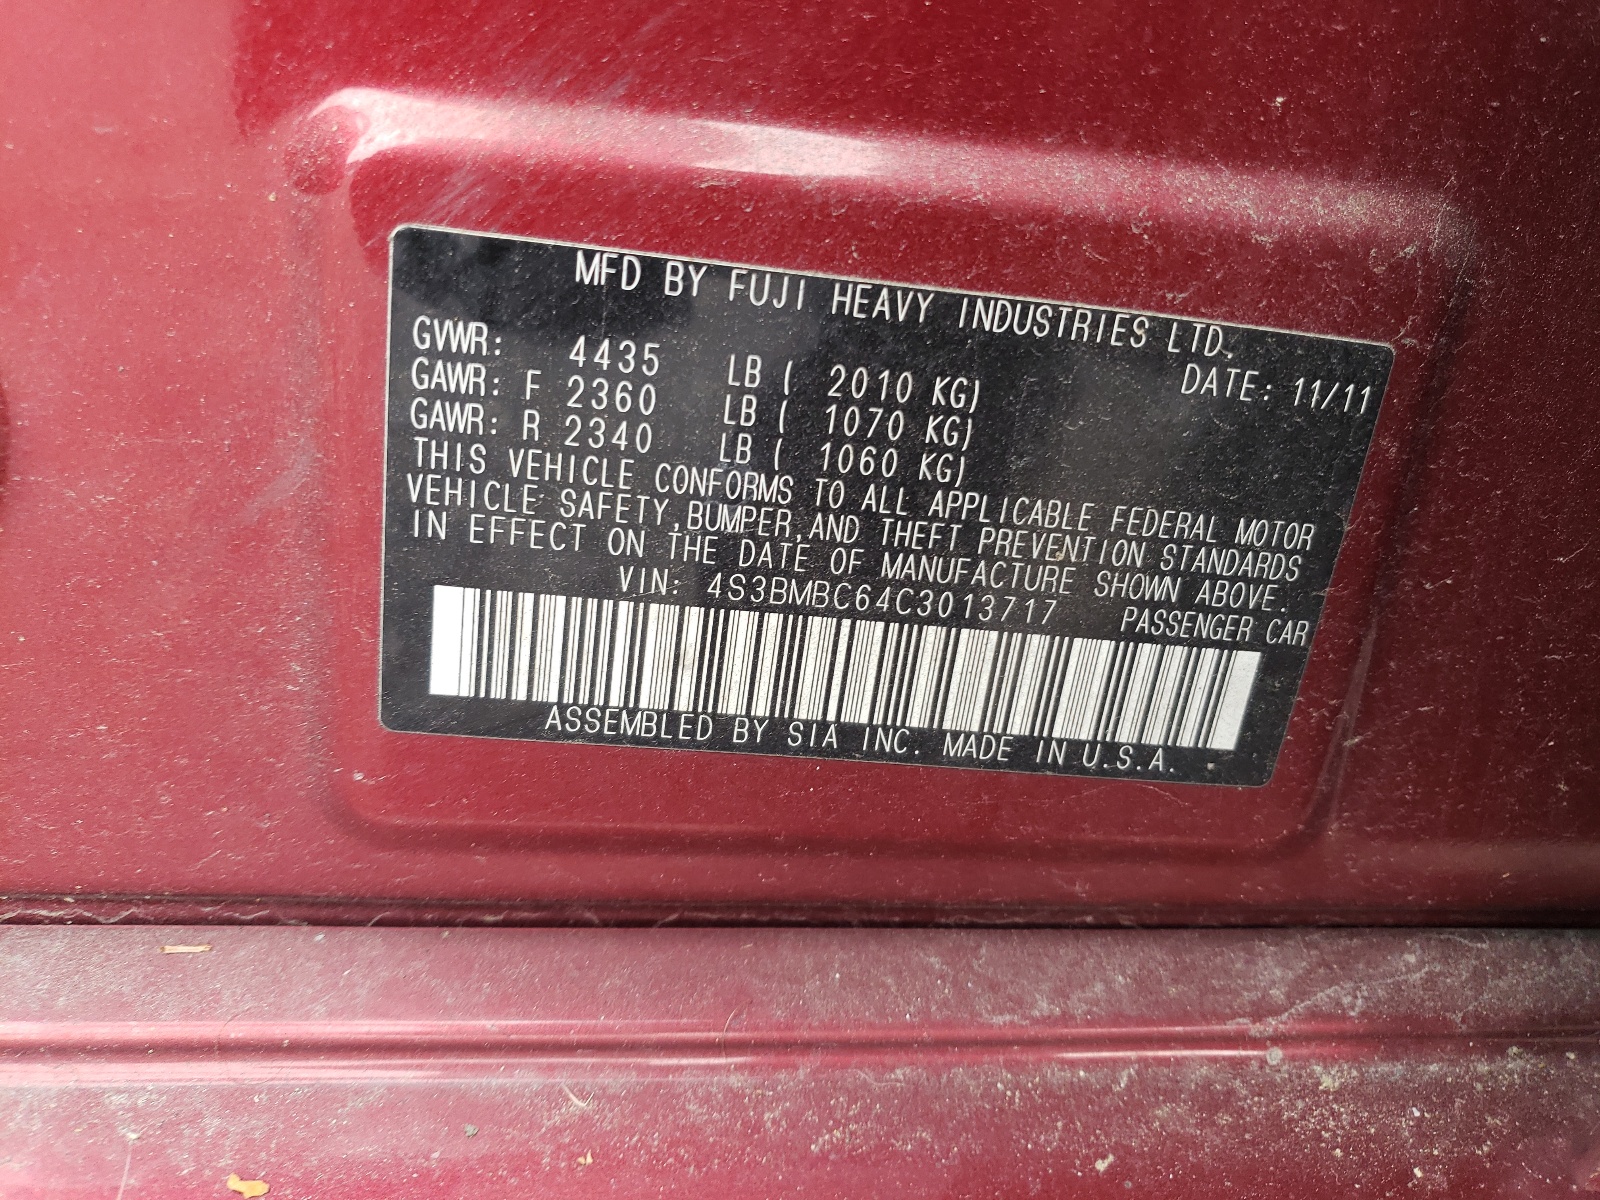 MFD BY FUJI HEAVY INDUSTRIES LTD.
GVWR: 4435 LB ( 2010 KG) DATE: 11/11
GAWR: F 2360 LB ( 1070 KG)
GAWR: R 2340 LB ( 1060 KG)
THIS VEHICLE CONFORMS TO ALL APPLICABLE FEDERAL MOTOR
VEHICLE SAFETY,BUMPER,AND THEFT PREVENTION STANDARDS
IN EFFECT ON THE DATE OF MANUFACTURE SHOWN ABOVE.
VIN: 4S3BMBC64C3013717 PASSENGER CAR
ASSEMBLED BY SIA INC. MADE IN U.S.A.